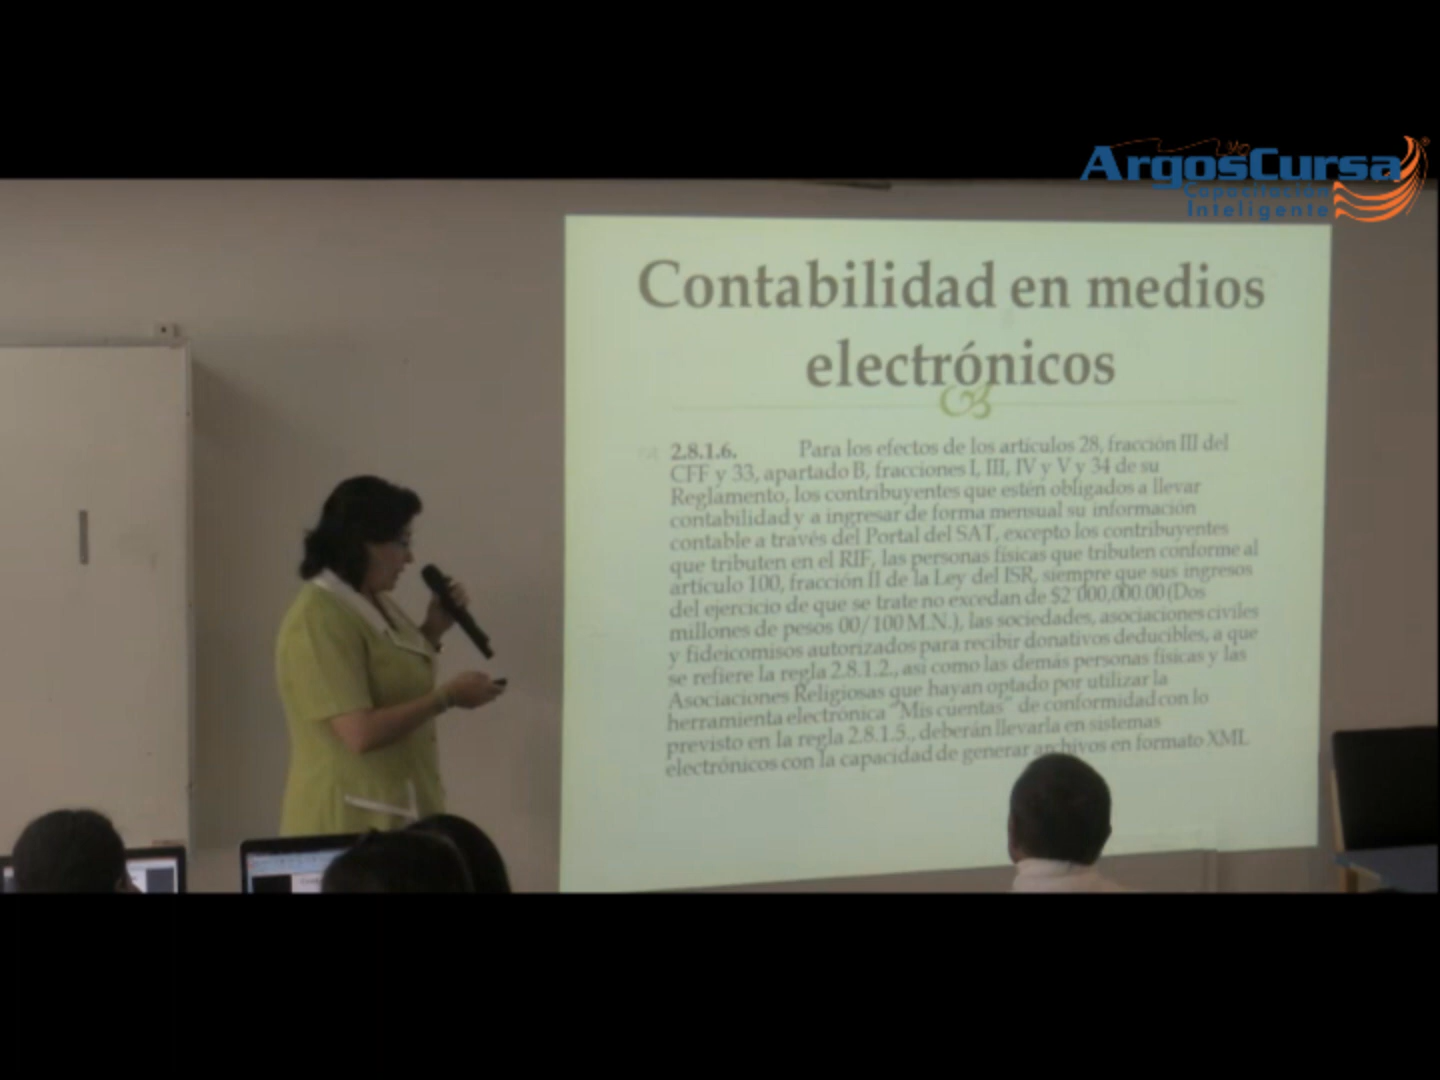 ArgosCursa
Capacitación
Inteligente
Contabilidad en medios
electrónicos
2.8.1.6. Para los efectos de los artículos 28, fracción III del
CFF y 33, apartado B, fracciones I, III, IV y V y 34 de su
Reglamento, los contribuyentes que estén obligados a llevar
contabilidad y a ingresar de forma mensual su información
contable a través del Portal del SAT, excepto los contribuyentes
que tributen en el RIF, las personas físicas que tributen conforme al
artículo 100, fracción II de la Ley del ISR, siempre que sus ingresos
del ejercicio de que se trate no excedan de $2´000,000.00 (Dos
millones de pesos 00/100 M.N.), las sociedades, asociaciones civiles
y fideicomisos autorizados para recibir donativos deducibles, a que
se refiere la regla 2.8.1.2., así como las demás personas físicas y las
Asociaciones Religiosas que hayan optado por utilizar la
herramienta electrónica "Mis cuentas" de conformidad con lo
previsto en la regla 2.8.1.5., deberán llevarla en sistemas
electrónicos con la capacidad de generar archivos en formato XML